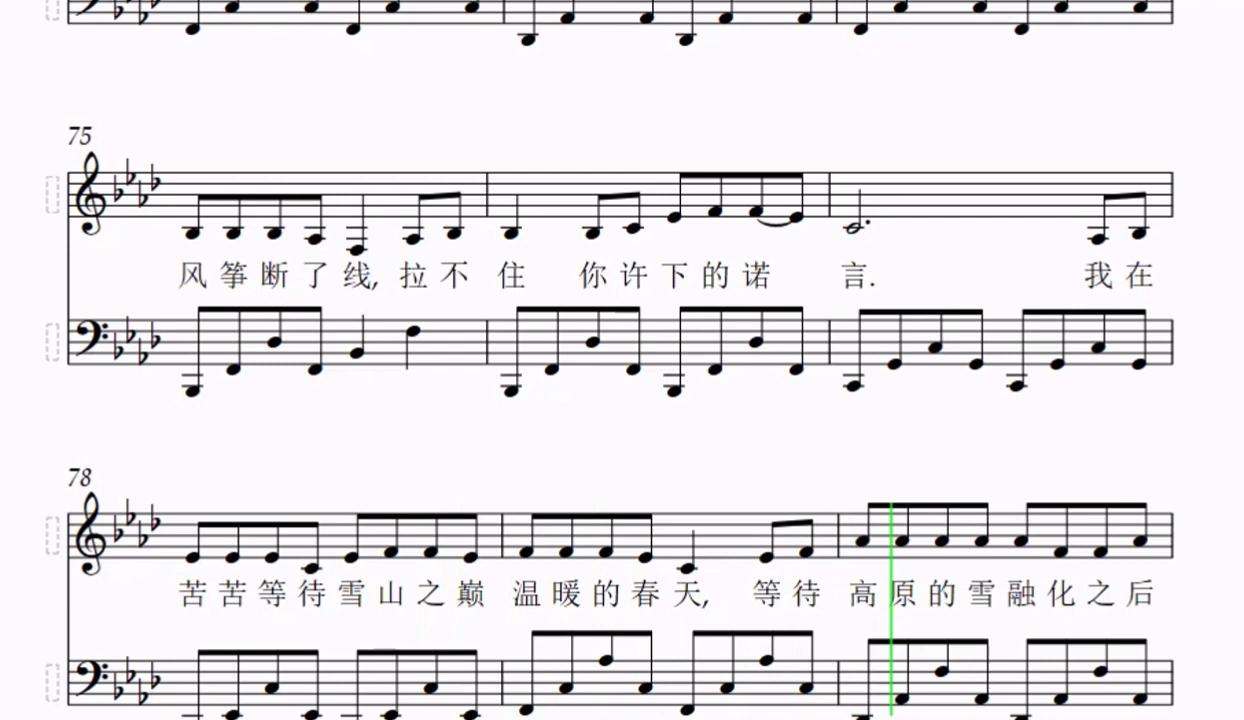 75
风筝断了线, 拉不住 你许下的诺 言. 我在
78
苦苦等待雪山之巅 温暖的春天, 等待 高原的雪融化之后